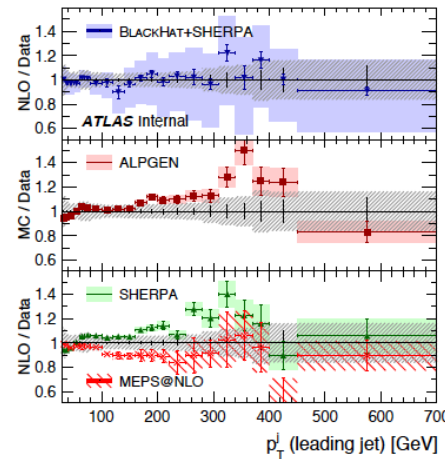 NLO / Data
1.4
1.2
1
0.8
0.6
BLACKHAT+SHERPA
ATLAS Internal
MC / Data
1.4
1.2
1
0.8
ALPGEN
NLO / Data
1.4
1.2
1
0.8
0.6
SHERPA
MEPS@NLO
100 200 300 400 500 600 700
p_T^j (leading jet) [GeV]